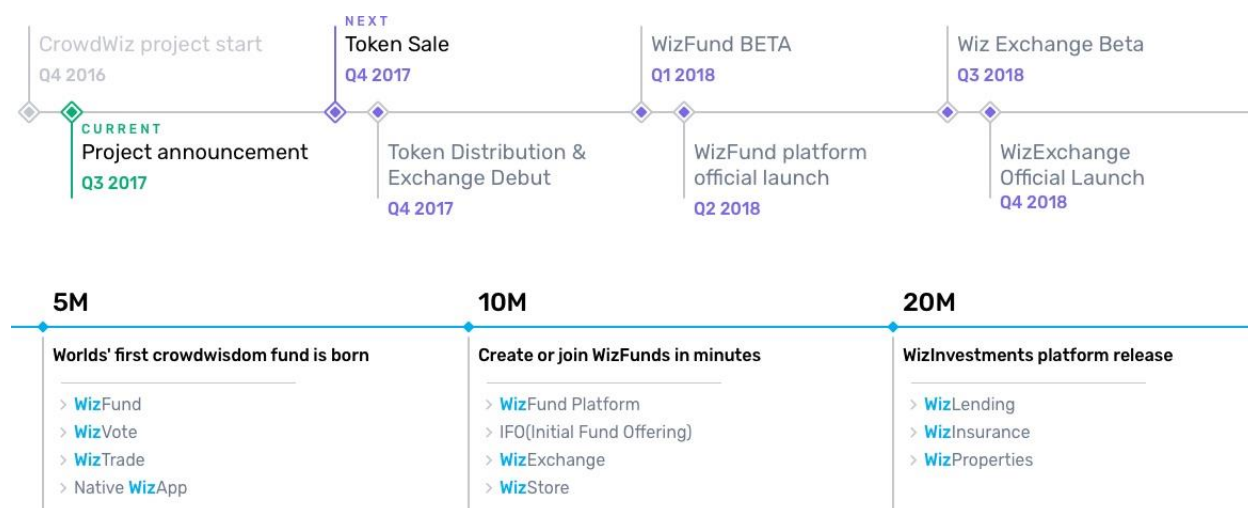 CrowdWiz project start
Q4 2016
CURRENT
Project announcement
Q3 2017
NEXT
Token Sale
Q4 2017
Token Distribution &
Exchange Debut
Q4 2017
WizFund BETA
Q1 2018
WizFund platform
official launch
Q2 2018
Wiz Exchange Beta
Q3 2018
WizExchange
Official Launch
Q4 2018
5M
Worlds' first crowdwisdom fund is born
> WizFund
> WizVote
> WizTrade
> Native WizApp
10M
Create or join WizFunds in minutes
> WizFund Platform
> IFO(Initial Fund Offering)
> WizExchange
> WizStore
20M
WizInvestments platform release
> WizLending
> WizInsurance
> WizProperties